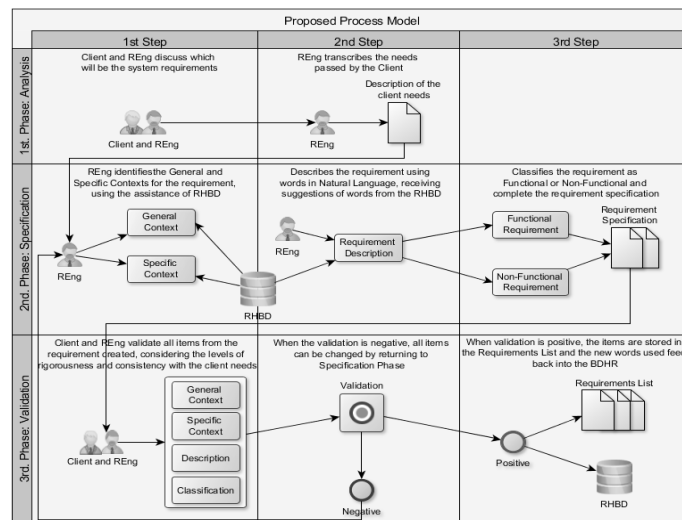 Proposed Process Model
1st Step
2nd Step
3rd Step
1st. Phase: Analysis
Client and REng discuss which
will be the system requirements
Client and REng
REng transcribes the needs
passed by the Client
REng
Description of the
client needs
2nd. Phase: Specification
REng identifiesthe General and
Specific Contexts for the requirement,
using the assistance of RHBD
REng
General
Context
Specific
Context
RHBD
Describes the requirement using
words in Natural Language, receiving
suggestions of words from the RHBD
REng
Requirement
Description
Classifies the requirement as
Functional or Non-Functional and
complete the requirement specification
Functional
Requirement
Non-Functional
Requirement
Requirement
Specification
3rd. Phase: Validation
Client and REng validate all items from the
requirement created, considering the levels of
rigorousness and consistency with the client needs
Client and REng
General
Context
Specific
Context
Description
Classification
When the validation is negative, all items
can be changed by returning to
Specification Phase
Validation
Negative
When validation is positive, the items are stored in
the Requirements List and the new words used feed
back into the BDHR
Positive
Requirements List
RHBD